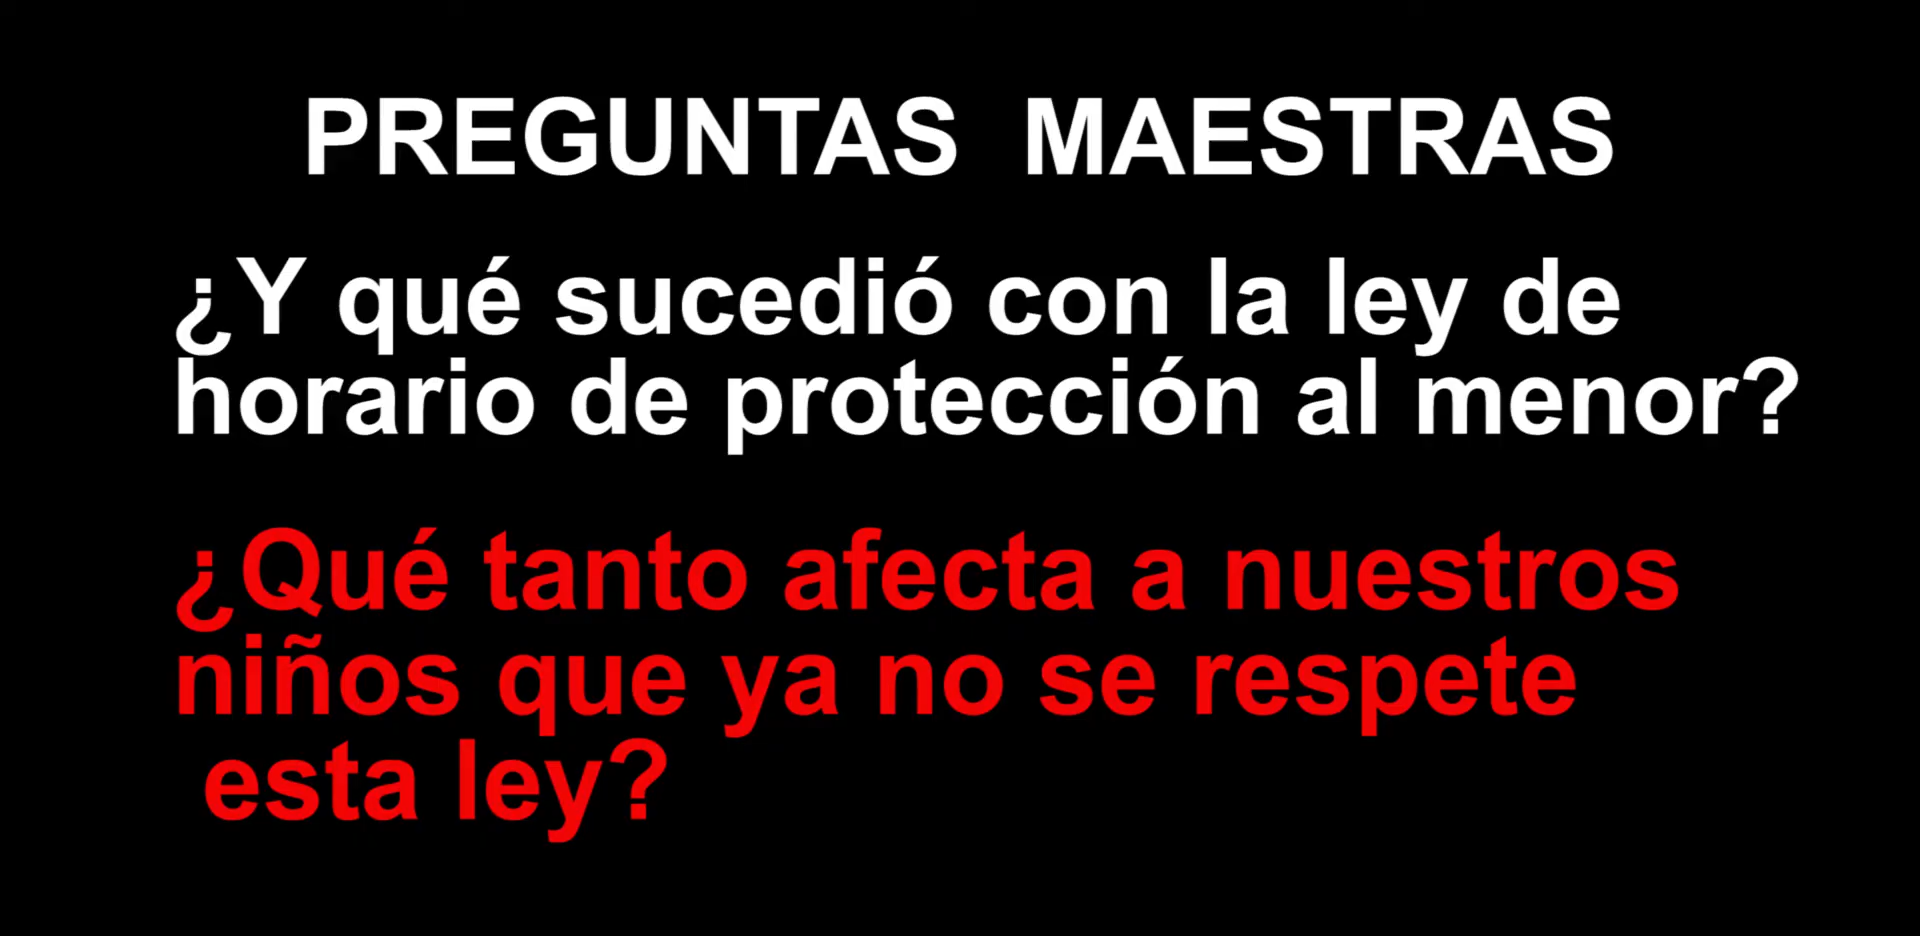 PREGUNTAS MAESTRAS
¿Y qué sucedió con la ley de
horario de protección al menor?
¿Qué tanto afecta a nuestros
niños que ya no se respete
esta ley?